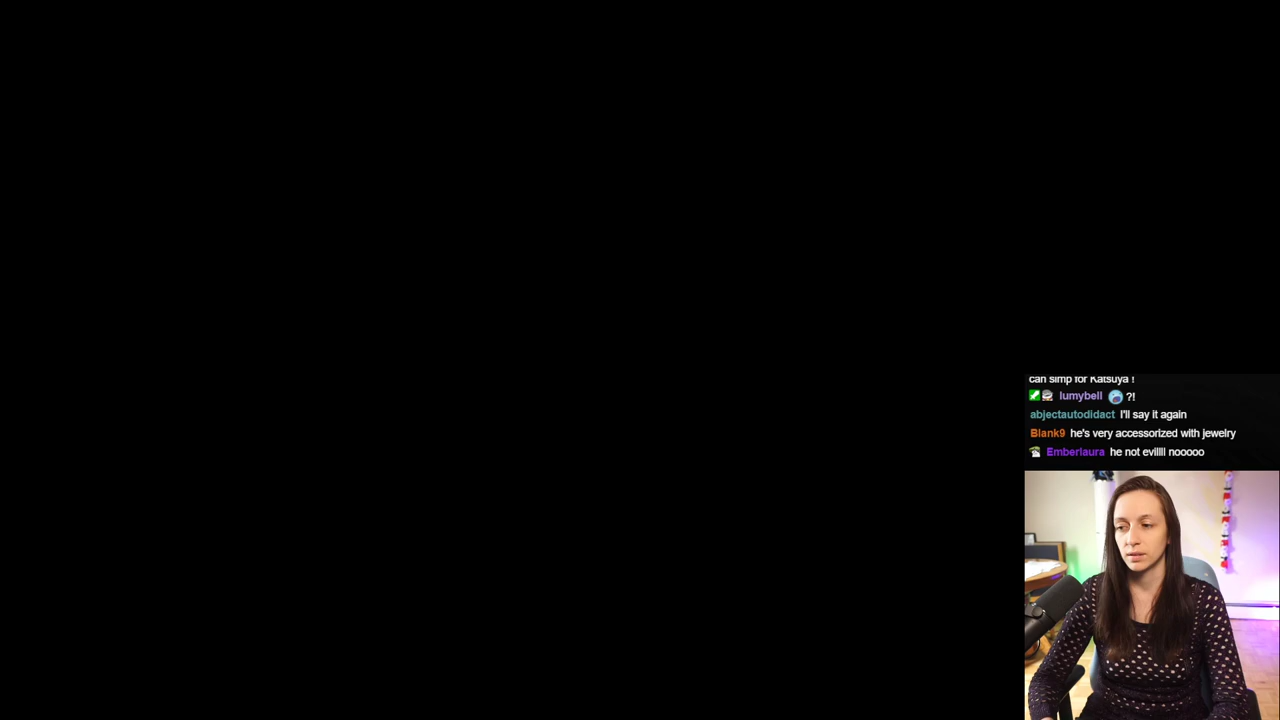 can simp for Katsuya !
lumybell ?!
abjectautodidact I'll say it again
Blank9 he's very accessorized with jewelry
Emberlaura he not evillll nooooo